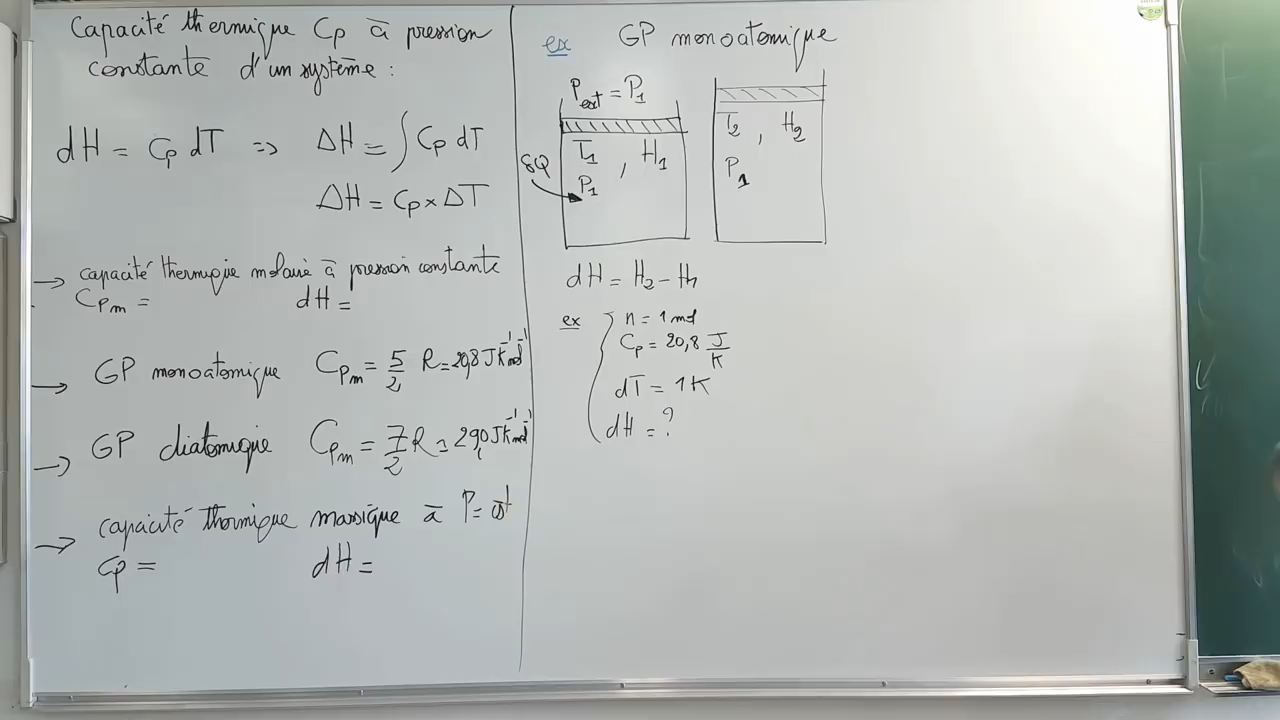 Capacité thermique Cp à pression
constante d'un système :
dH = Cp dT => ΔH = ∫ Cp dT
ΔH = Cp × ΔT
→ capacité thermique molaire à pression constante
Cpm = dH =
→ GP monoatomique Cpm = 5/2 R = 20,8 J K⁻¹ mol⁻¹
→ GP diatomique Cpm = 7/2 R = 29,0 J K⁻¹ mol⁻¹
→ capacité thermique massique à P = cst
Cp = dH =
ex GP monoatomique
Pext = P1
T1 , H1
P1
δQ
T2 , H2
P1
dH = H2 - H1
ex n = 1 mol
Cp = 20,8 J/K
dT = 1K
dH = ?